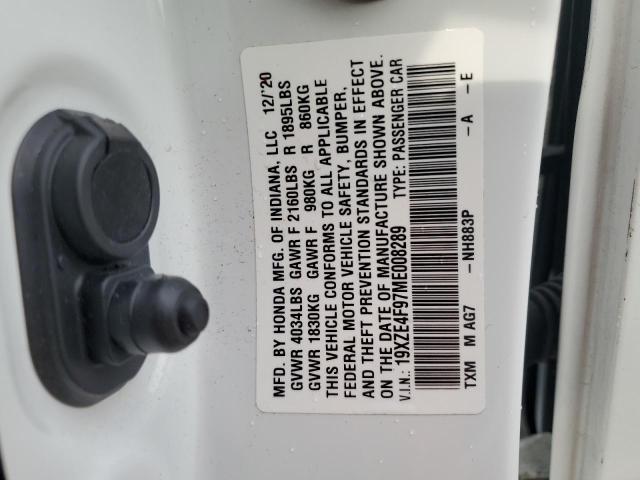 MFD. BY HONDA MFG. OF INDIANA, LLC 12/'20
GVWR 4034LBS GAWR F 2160LBS R 1895LBS
GVWR 1830KG GAWR F 980KG R 860KG
THIS VEHICLE CONFORMS TO ALL APPLICABLE
FEDERAL MOTOR VEHICLE SAFETY, BUMPER,
AND THEFT PREVENTION STANDARDS IN EFFECT
ON THE DATE OF MANUFACTURE SHOWN ABOVE.
V.I.N.: 19XZE4F97ME008289 TYPE: PASSENGER CAR
TXM M AG7 -NH883P -A -E